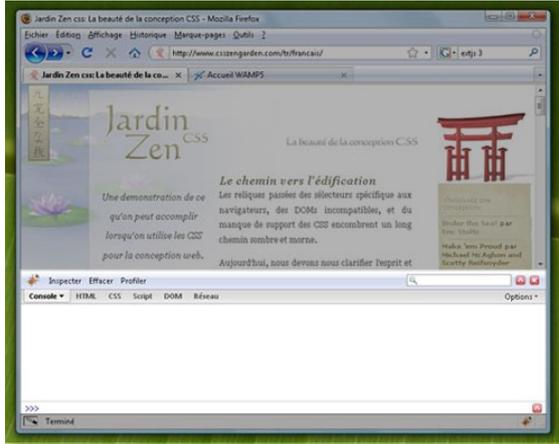 Jardin Zen css: La beauté de la conception CSS - Mozilla Firefox
Eichier Édition Affichage Historique Marque-pages Outils ?
http://www.csszengarden.com/tr/francais/
extjs 3
Jardin Zen css: La beauté de la co...
Accueil WAMP5
Jardin
Zen CSS
La beauté de la conception CSS
Une demonstration de ce
qu'on peut accomplir
lorsqu'on utilise les CSS
pour la conception web.
Le chemin vers l'édification
Les reliques passées des sélecteurs spécifique aux
navigateurs, des DOMs incompatibles, et du
manque de support des CSS encombrent un long
chemin sombre et morne.
Aujourd'hui, nous devons nous clarifier l'esprit et
Under the Sea! par
Eric Stoltz
Make 'em Proud par
Michael McAghon and
Scotty Reifsnyder
Inspecter Effacer Profiler
Console HTML CSS Script DOM Réseau
Options
>>>
Terminé